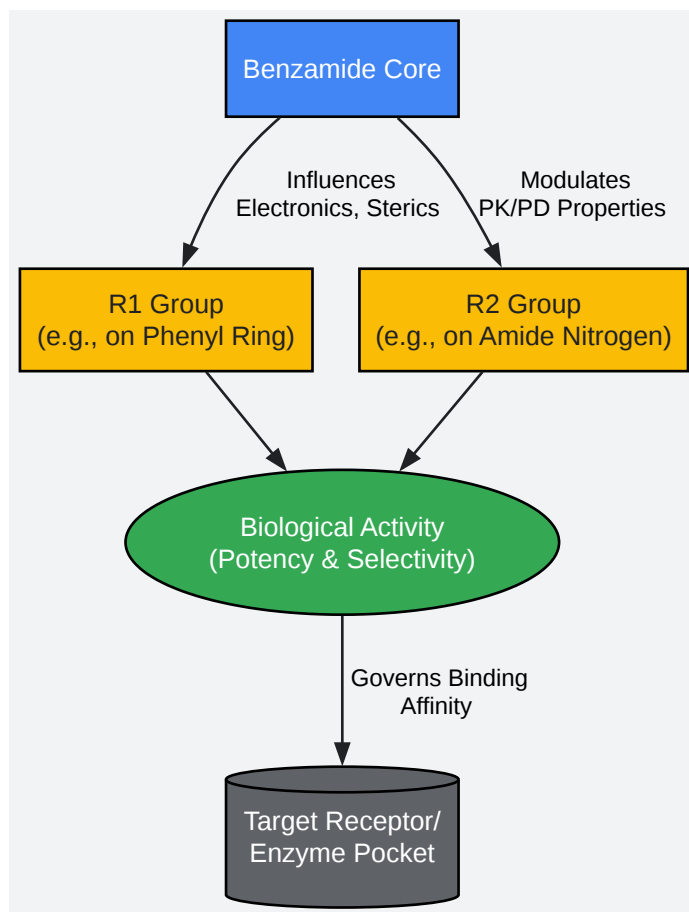 Benzamide Core
Influences
Electronics, Sterics
Modulates
PK/PD Properties
R1 Group
(e.g., on Phenyl Ring)
R2 Group
(e.g., on Amide Nitrogen)
Biological Activity
(Potency & Selectivity)
Governs Binding
Affinity
Target Receptor/
Enzyme Pocket